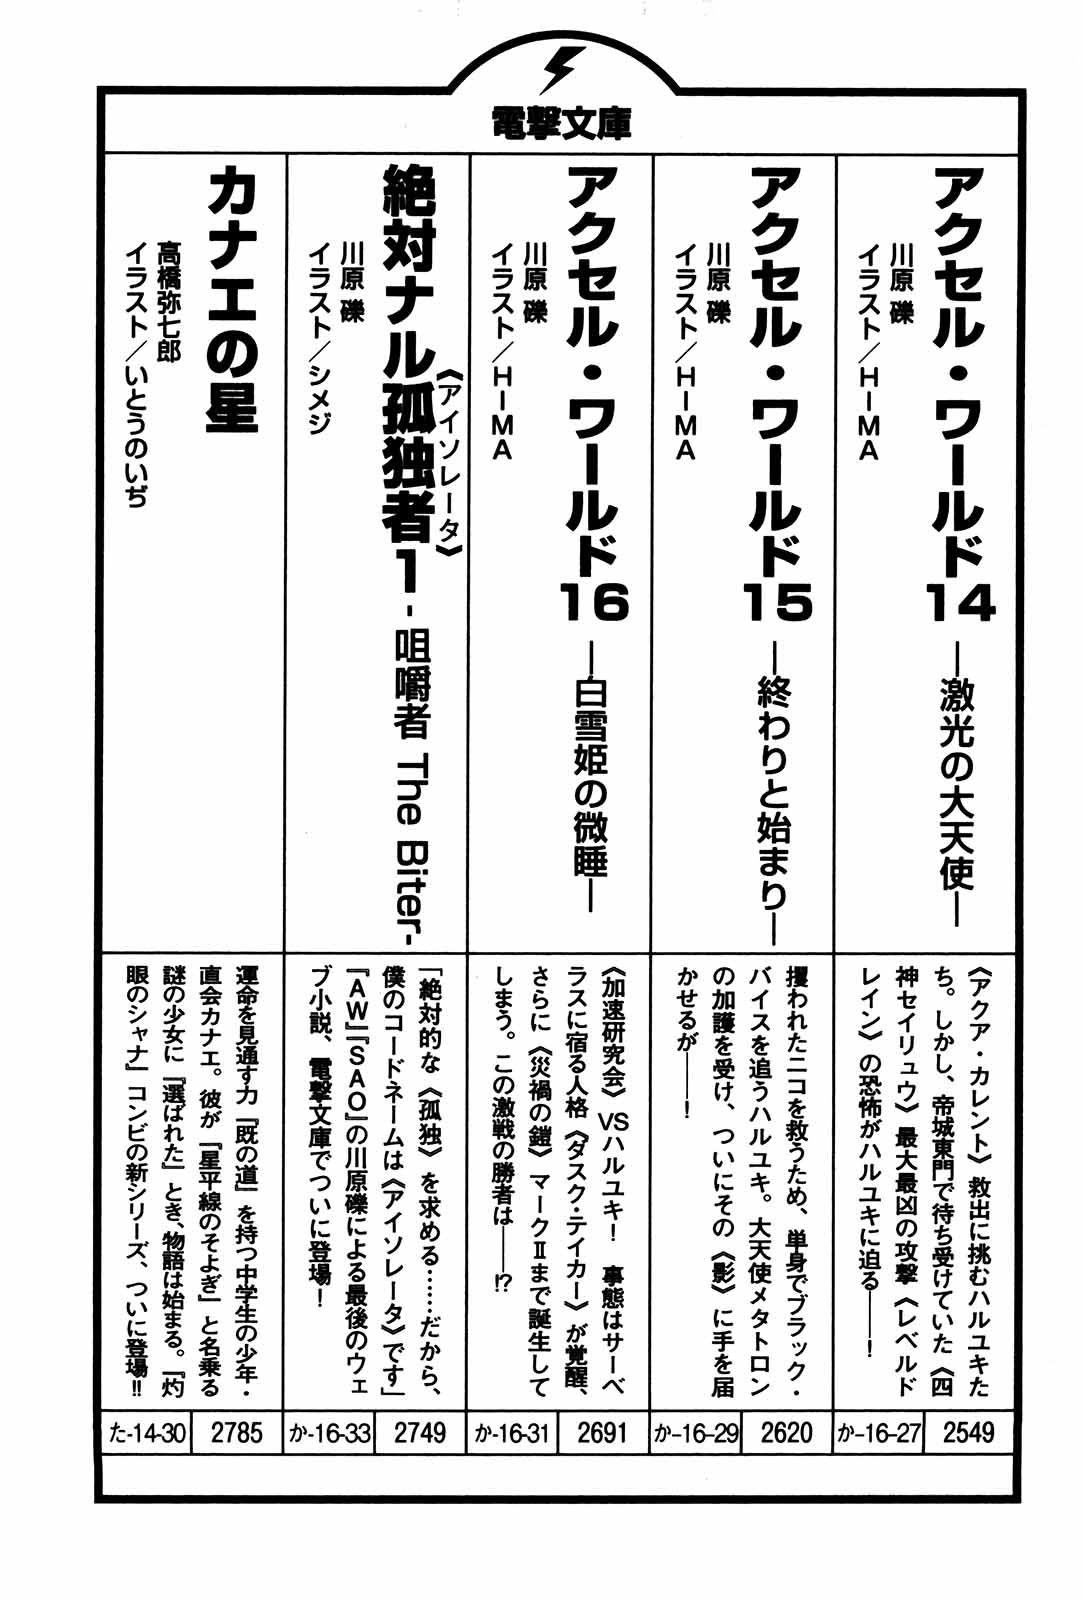 電撃文庫
アクセル・ワールド14
―激光の大天使―
川原 礫
イラスト/HIMA
《アクア・カレント》救出に挑むハルユキた
ち。しかし、帝城東門で待ち受けていた《四
神セイリュウ》最大最凶の攻撃《レベルド
レイン》の恐怖がハルユキに迫る――！
か-16-27
2549
アクセル・ワールド15
―終わりと始まり―
川原 礫
イラスト/HIMA
攫われたニコを救うため、単身でブラック・
バイスを追うハルユキ。大天使メタトロン
の加護を受け、ついにその《影》に手を届
かせるが――！
か-16-29
2620
アクセル・ワールド16
―白雪姫の微睡―
川原 礫
イラスト/HIMA
《加速研究会》VSハルユキ！　事態はサーベ
ラスに宿る人格《ダスク・テイカー》が覚醒、
さらに《災禍の鎧》マークⅡまで誕生して
しまう。この激戦の勝者は――!?
か-16-31
2691
絶対ナル孤独者1
《アイソレータ》
-咀嚼者 The Biter-
川原 礫
イラスト/シメジ
「絶対的な《孤独》を求める……だから、
僕のコードネームは《アイソレータ》です」
『AW』『SAO』の川原礫による最後のウェ
ブ小説、電撃文庫でついに登場！
か-16-33
2749
カナエの星
高橋弥七郎
イラスト/いとうのいぢ
運命を見通す力『既の道』を持つ中学生の少年・
直会カナエ。彼が『星平線のそよぎ』と名乗る
謎の少女に『選ばれた』とき、物語は始まる。『灼
眼のシャナ』コンビの新シリーズ、ついに登場!!
た-14-30
2785